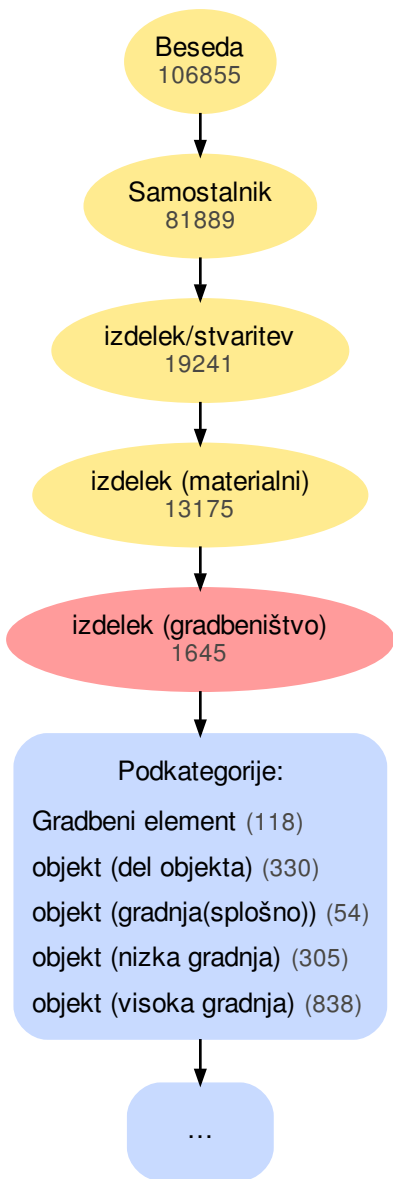 Beseda
106855
Samostalnik
81889
izdelek/stvaritev
19241
izdelek (materialni)
13175
izdelek (gradbeništvo)
1645
Podkategorije:
Gradbeni element (118)
objekt (del objekta) (330)
objekt (gradnja(splošno)) (54)
objekt (nizka gradnja) (305)
objekt (visoka gradnja) (838)
...